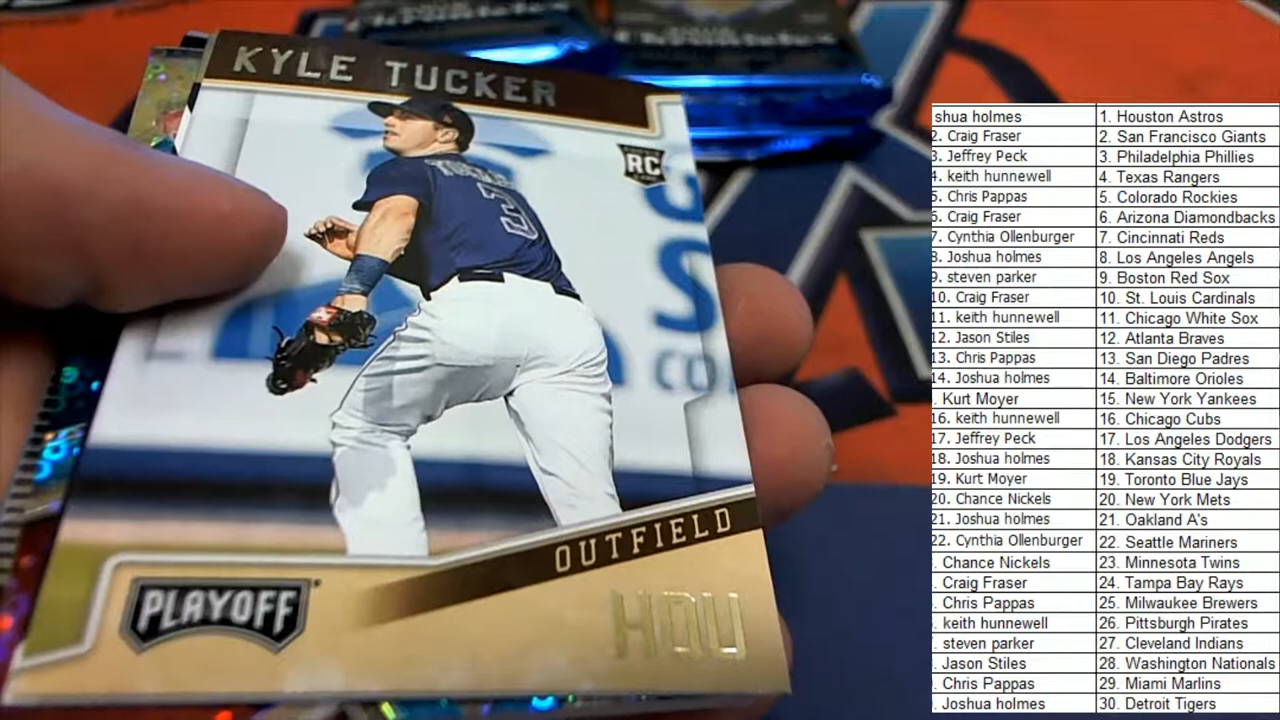 KYLE TUCKER
RC
TUCKER
3
OUTFIELD
PLAYOFF
HOU
shua holmes 1. Houston Astros
2. Craig Fraser 2. San Francisco Giants
3. Jeffrey Peck 3. Philadelphia Phillies
4. keith hunnewell 4. Texas Rangers
5. Chris Pappas 5. Colorado Rockies
6. Craig Fraser 6. Arizona Diamondbacks
7. Cynthia Ollenburger 7. Cincinnati Reds
8. Joshua holmes 8. Los Angeles Angels
9. steven parker 9. Boston Red Sox
10. Craig Fraser 10. St. Louis Cardinals
11. keith hunnewell 11. Chicago White Sox
12. Jason Stiles 12. Atlanta Braves
13. Chris Pappas 13. San Diego Padres
14. Joshua holmes 14. Baltimore Orioles
. Kurt Moyer 15. New York Yankees
16. keith hunnewell 16. Chicago Cubs
17. Jeffrey Peck 17. Los Angeles Dodgers
18. Joshua holmes 18. Kansas City Royals
19. Kurt Moyer 19. Toronto Blue Jays
20. Chance Nickels 20. New York Mets
21. Joshua holmes 21. Oakland A's
22. Cynthia Ollenburger 22. Seattle Mariners
. Chance Nickels 23. Minnesota Twins
. Craig Fraser 24. Tampa Bay Rays
. Chris Pappas 25. Milwaukee Brewers
. keith hunnewell 26. Pittsburgh Pirates
. steven parker 27. Cleveland Indians
. Jason Stiles 28. Washington Nationals
. Chris Pappas 29. Miami Marlins
. Joshua holmes 30. Detroit Tigers